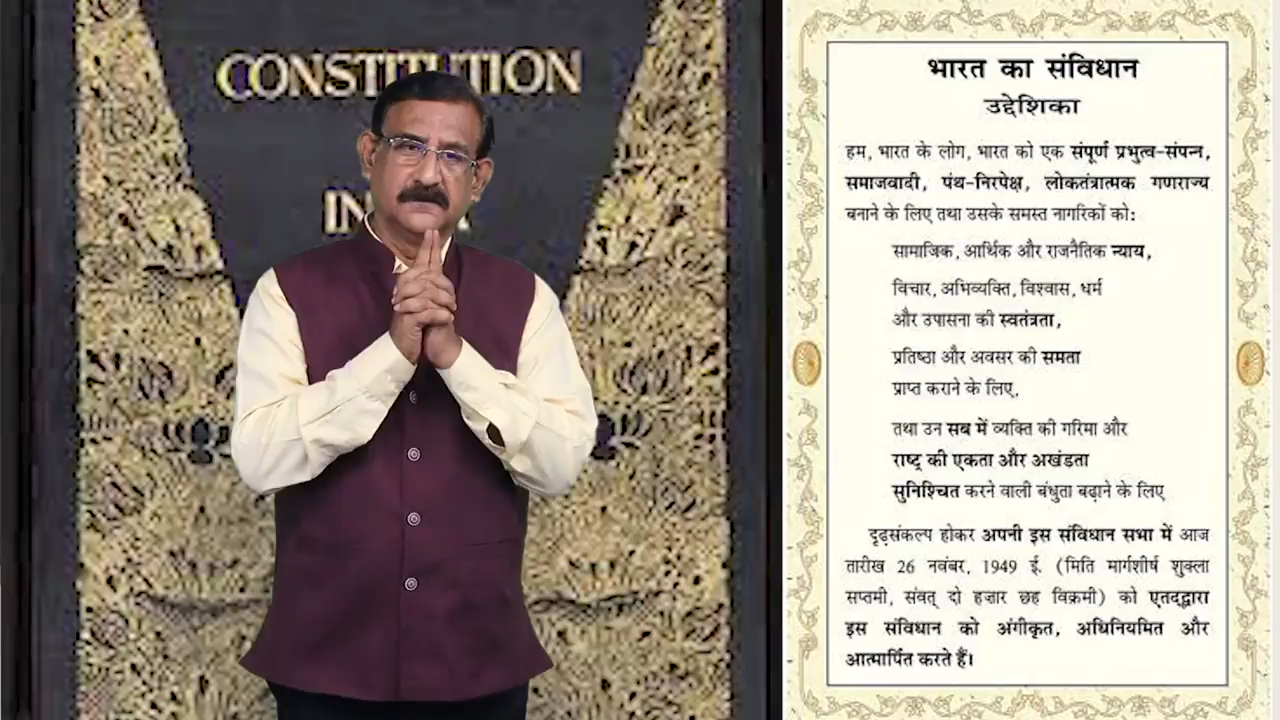 CONSTITUTION
भारत का संविधान
उद्देशिका
हम, भारत के लोग, भारत को एक संपूर्ण प्रभुत्व-संपन्न,
समाजवादी, पंथ-निरपेक्ष, लोकतंत्रात्मक गणराज्य
बनाने के लिए तथा उसके समस्त नागरिकों को:
सामाजिक, आर्थिक और राजनैतिक न्याय,
विचार, अभिव्यक्ति, विश्वास, धर्म
और उपासना की स्वतंत्रता,
प्रतिष्ठा और अवसर की समता
प्राप्त कराने के लिए,
तथा उन सब में व्यक्ति की गरिमा और
राष्ट्र की एकता और अखंडता
सुनिश्चित करने वाली बंधुता बढ़ाने के लिए
दृढ़संकल्प होकर अपनी इस संविधान सभा में आज
तारीख 26 नवंबर, 1949 ई. (मिति मार्गशीर्ष शुक्ला
सप्तमी, संवत् दो हज़ार छह विक्रमी) को एतद्द्वारा
इस संविधान को अंगीकृत, अधिनियमित और
आत्मार्पित करते हैं।